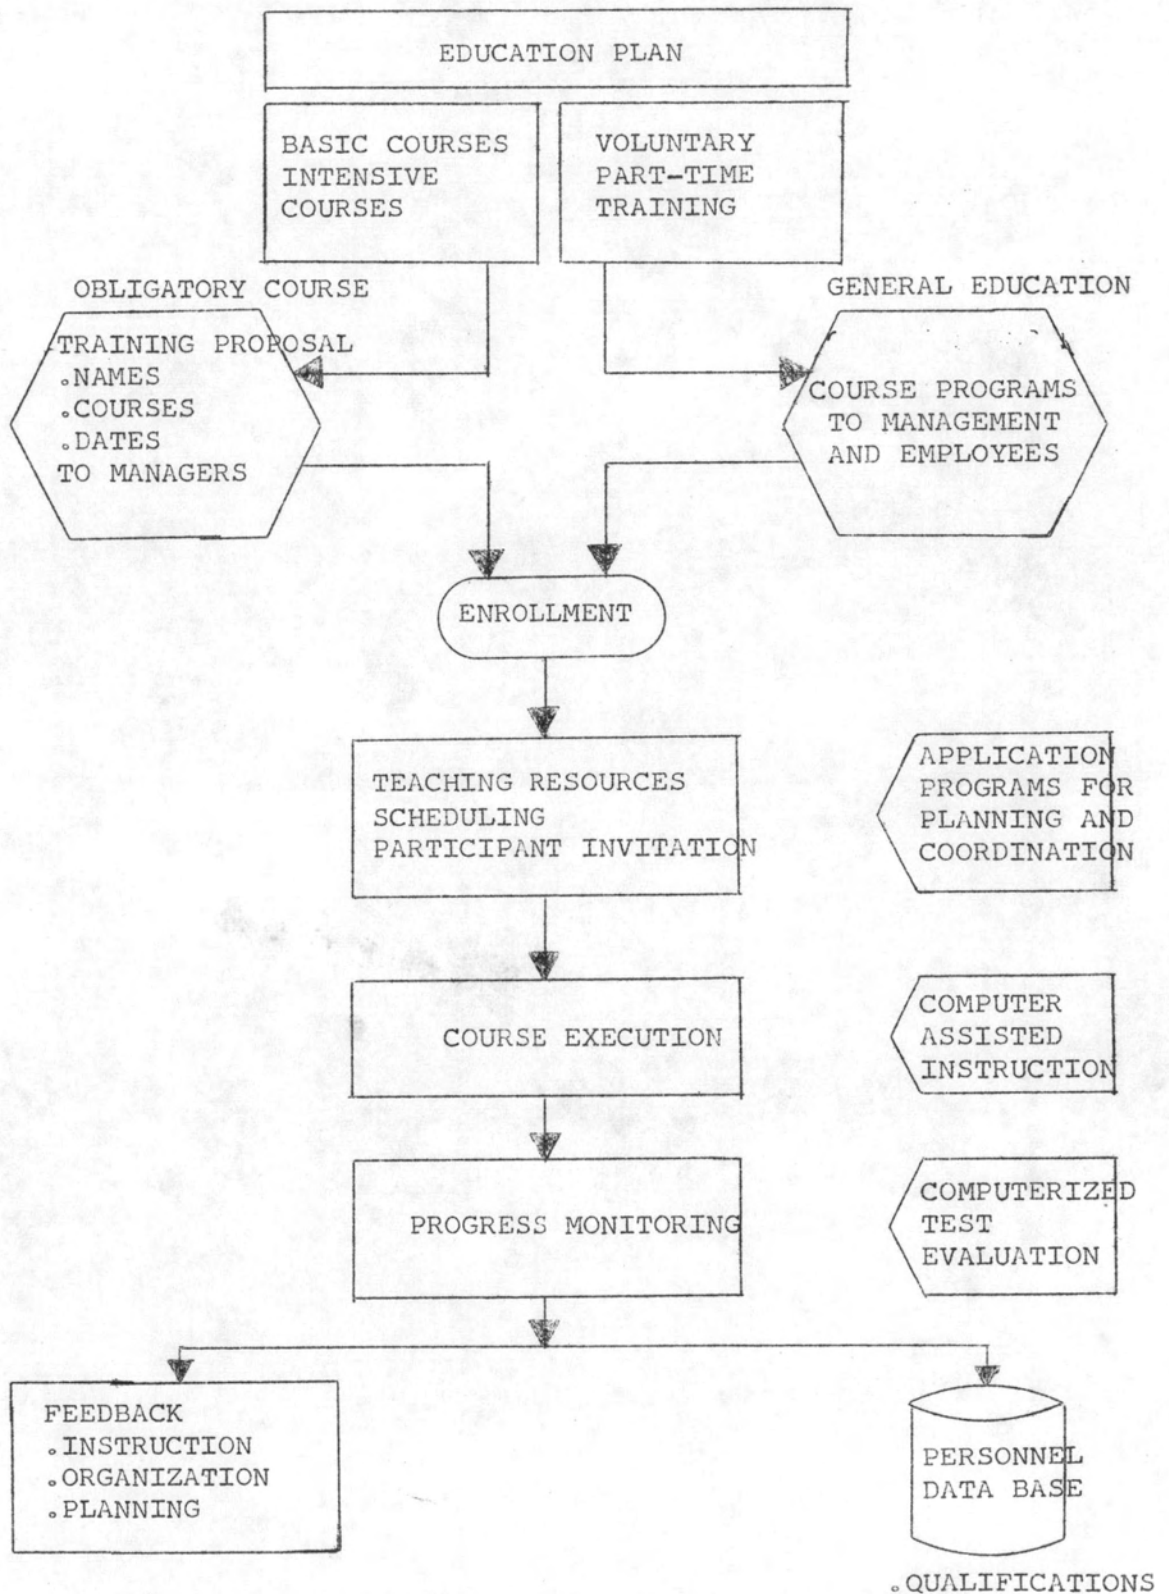 EDUCATION PLAN
BASIC COURSES
INTENSIVE
COURSES
VOLUNTARY
PART-TIME
TRAINING
OBLIGATORY COURSE
TRAINING PROPOSAL
.NAMES
.COURSES
.DATES
TO MANAGERS
GENERAL EDUCATION
COURSE PROGRAMS
TO MANAGEMENT
AND EMPLOYEES
ENROLLMENT
TEACHING RESOURCES
SCHEDULING
PARTICIPANT INVITATION
APPLICATION
PROGRAMS FOR
PLANNING AND
COORDINATION
COURSE EXECUTION
COMPUTER
ASSISTED
INSTRUCTION
PROGRESS MONITORING
COMPUTERIZED
TEST
EVALUATION
FEEDBACK
.INSTRUCTION
.ORGANIZATION
.PLANNING
PERSONNEL
DATA BASE
.QUALIFICATIONS